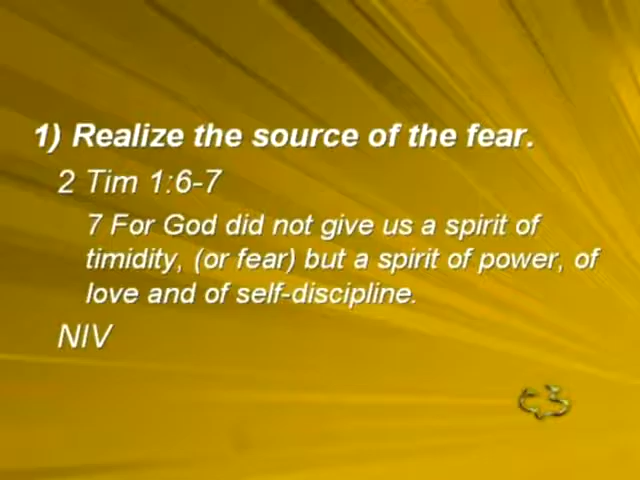 1) Realize the source of the fear.
2 Tim 1:6-7
7 For God did not give us a spirit of
timidity, (or fear) but a spirit of power, of
love and of self-discipline.
NIV
C3